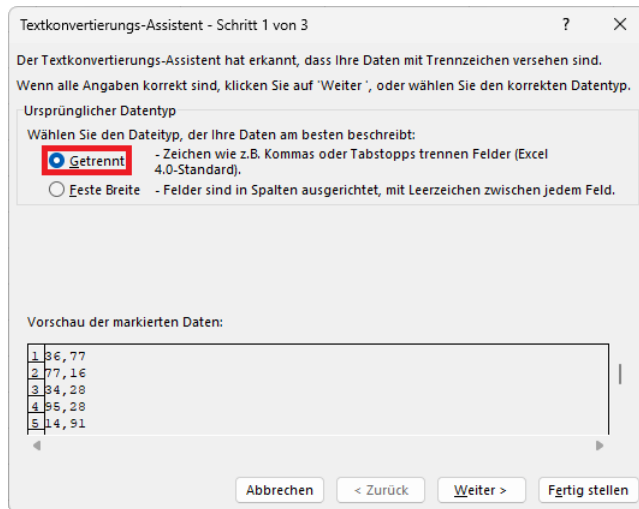 Textkonvertierungs-Assistent - Schritt 1 von 3 ? ✕
Der Textkonvertierungs-Assistent hat erkannt, dass Ihre Daten mit Trennzeichen versehen sind.
Wenn alle Angaben korrekt sind, klicken Sie auf 'Weiter ', oder wählen Sie den korrekten Datentyp.
Ursprünglicher Datentyp
Wählen Sie den Dateityp, der Ihre Daten am besten beschreibt:
Getrennt - Zeichen wie z.B. Kommas oder Tabstopps trennen Felder (Excel
4.0-Standard).
Feste Breite - Felder sind in Spalten ausgerichtet, mit Leerzeichen zwischen jedem Feld.
Vorschau der markierten Daten:
1 36,77
2 77,16
3 34,28
4 95,28
5 14,91
Abbrechen < Zurück Weiter > Fertig stellen